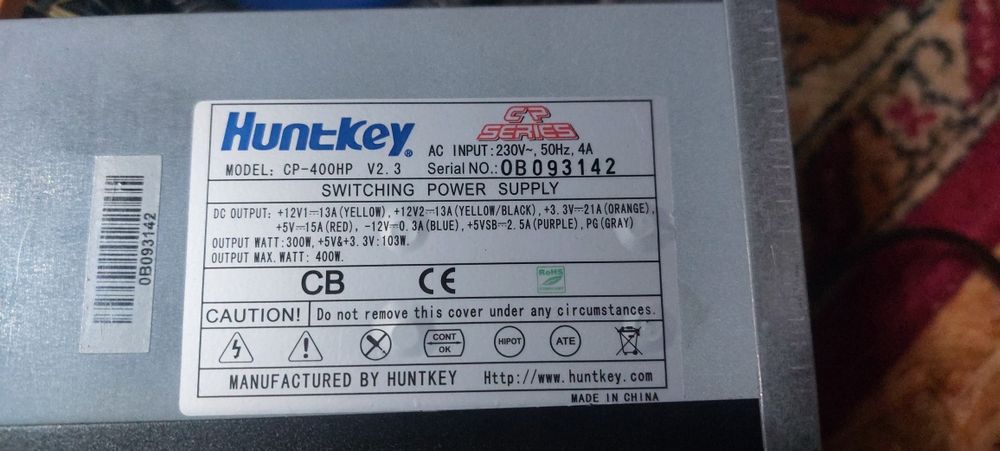 Huntkey®
CP SERIES
AC INPUT:230V~, 50Hz, 4A
MODEL: CP-400HP V2.3 Serial NO.:0B093142
SWITCHING POWER SUPPLY
DC OUTPUT: +12V1⎓13A(YELLOW), +12V2⎓13A(YELLOW/BLACK), +3.3V⎓21A(ORANGE),
+5V⎓15A(RED), -12V⎓0.3A(BLUE), +5VSB⎓2.5A(PURPLE), PG(GRAY)
OUTPUT WATT:300W, +5V&+3.3V:103W.
OUTPUT MAX. WATT: 400W.
CB CE RoHS
COMPLIANT
CAUTION! Do not remove this cover under any circumstances.
CONT OK HIPOT ATE
MANUFACTURED BY HUNTKEY Http://www.huntkey.com
MADE IN CHINA
0B093142